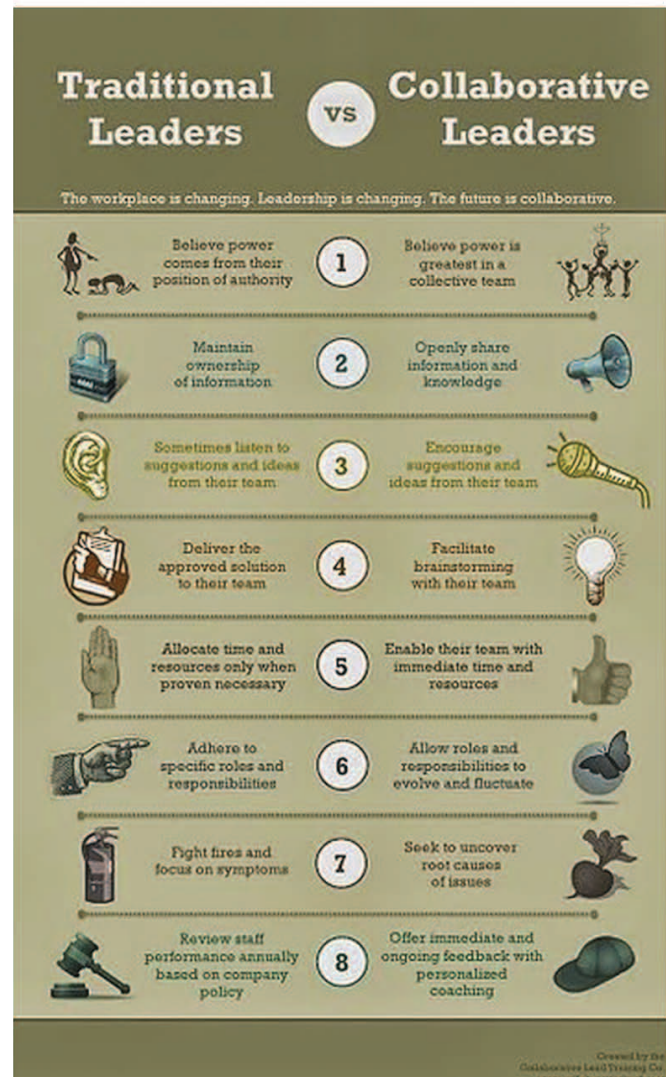 Traditional
Leaders
vs
Collaborative
Leaders
The workplace is changing. Leadership is changing. The future is collaborative.
Believe power
comes from their
position of authority
1
Believe power is
greatest in a
collective team
Maintain
ownership
of information
2
Openly share
information and
knowledge
Sometimes listen to
suggestions and ideas
from their team
3
Encourage
suggestions and
ideas from their team
Deliver the
approved solution
to their team
4
Facilitate
brainstorming
with their team
Allocate time and
resources only when
proven necessary
5
Enable their team with
immediate time and
resources
Adhere to
specific roles and
responsibilities
6
Allow roles and
responsibilities to
evolve and fluctuate
Fight fires and
focus on symptoms
7
Seek to uncover
root causes
of issues
Review staff
performance annually
based on company
policy
8
Offer immediate and
ongoing feedback with
personalized
coaching
Created by the
Collaborative Lead Training Co